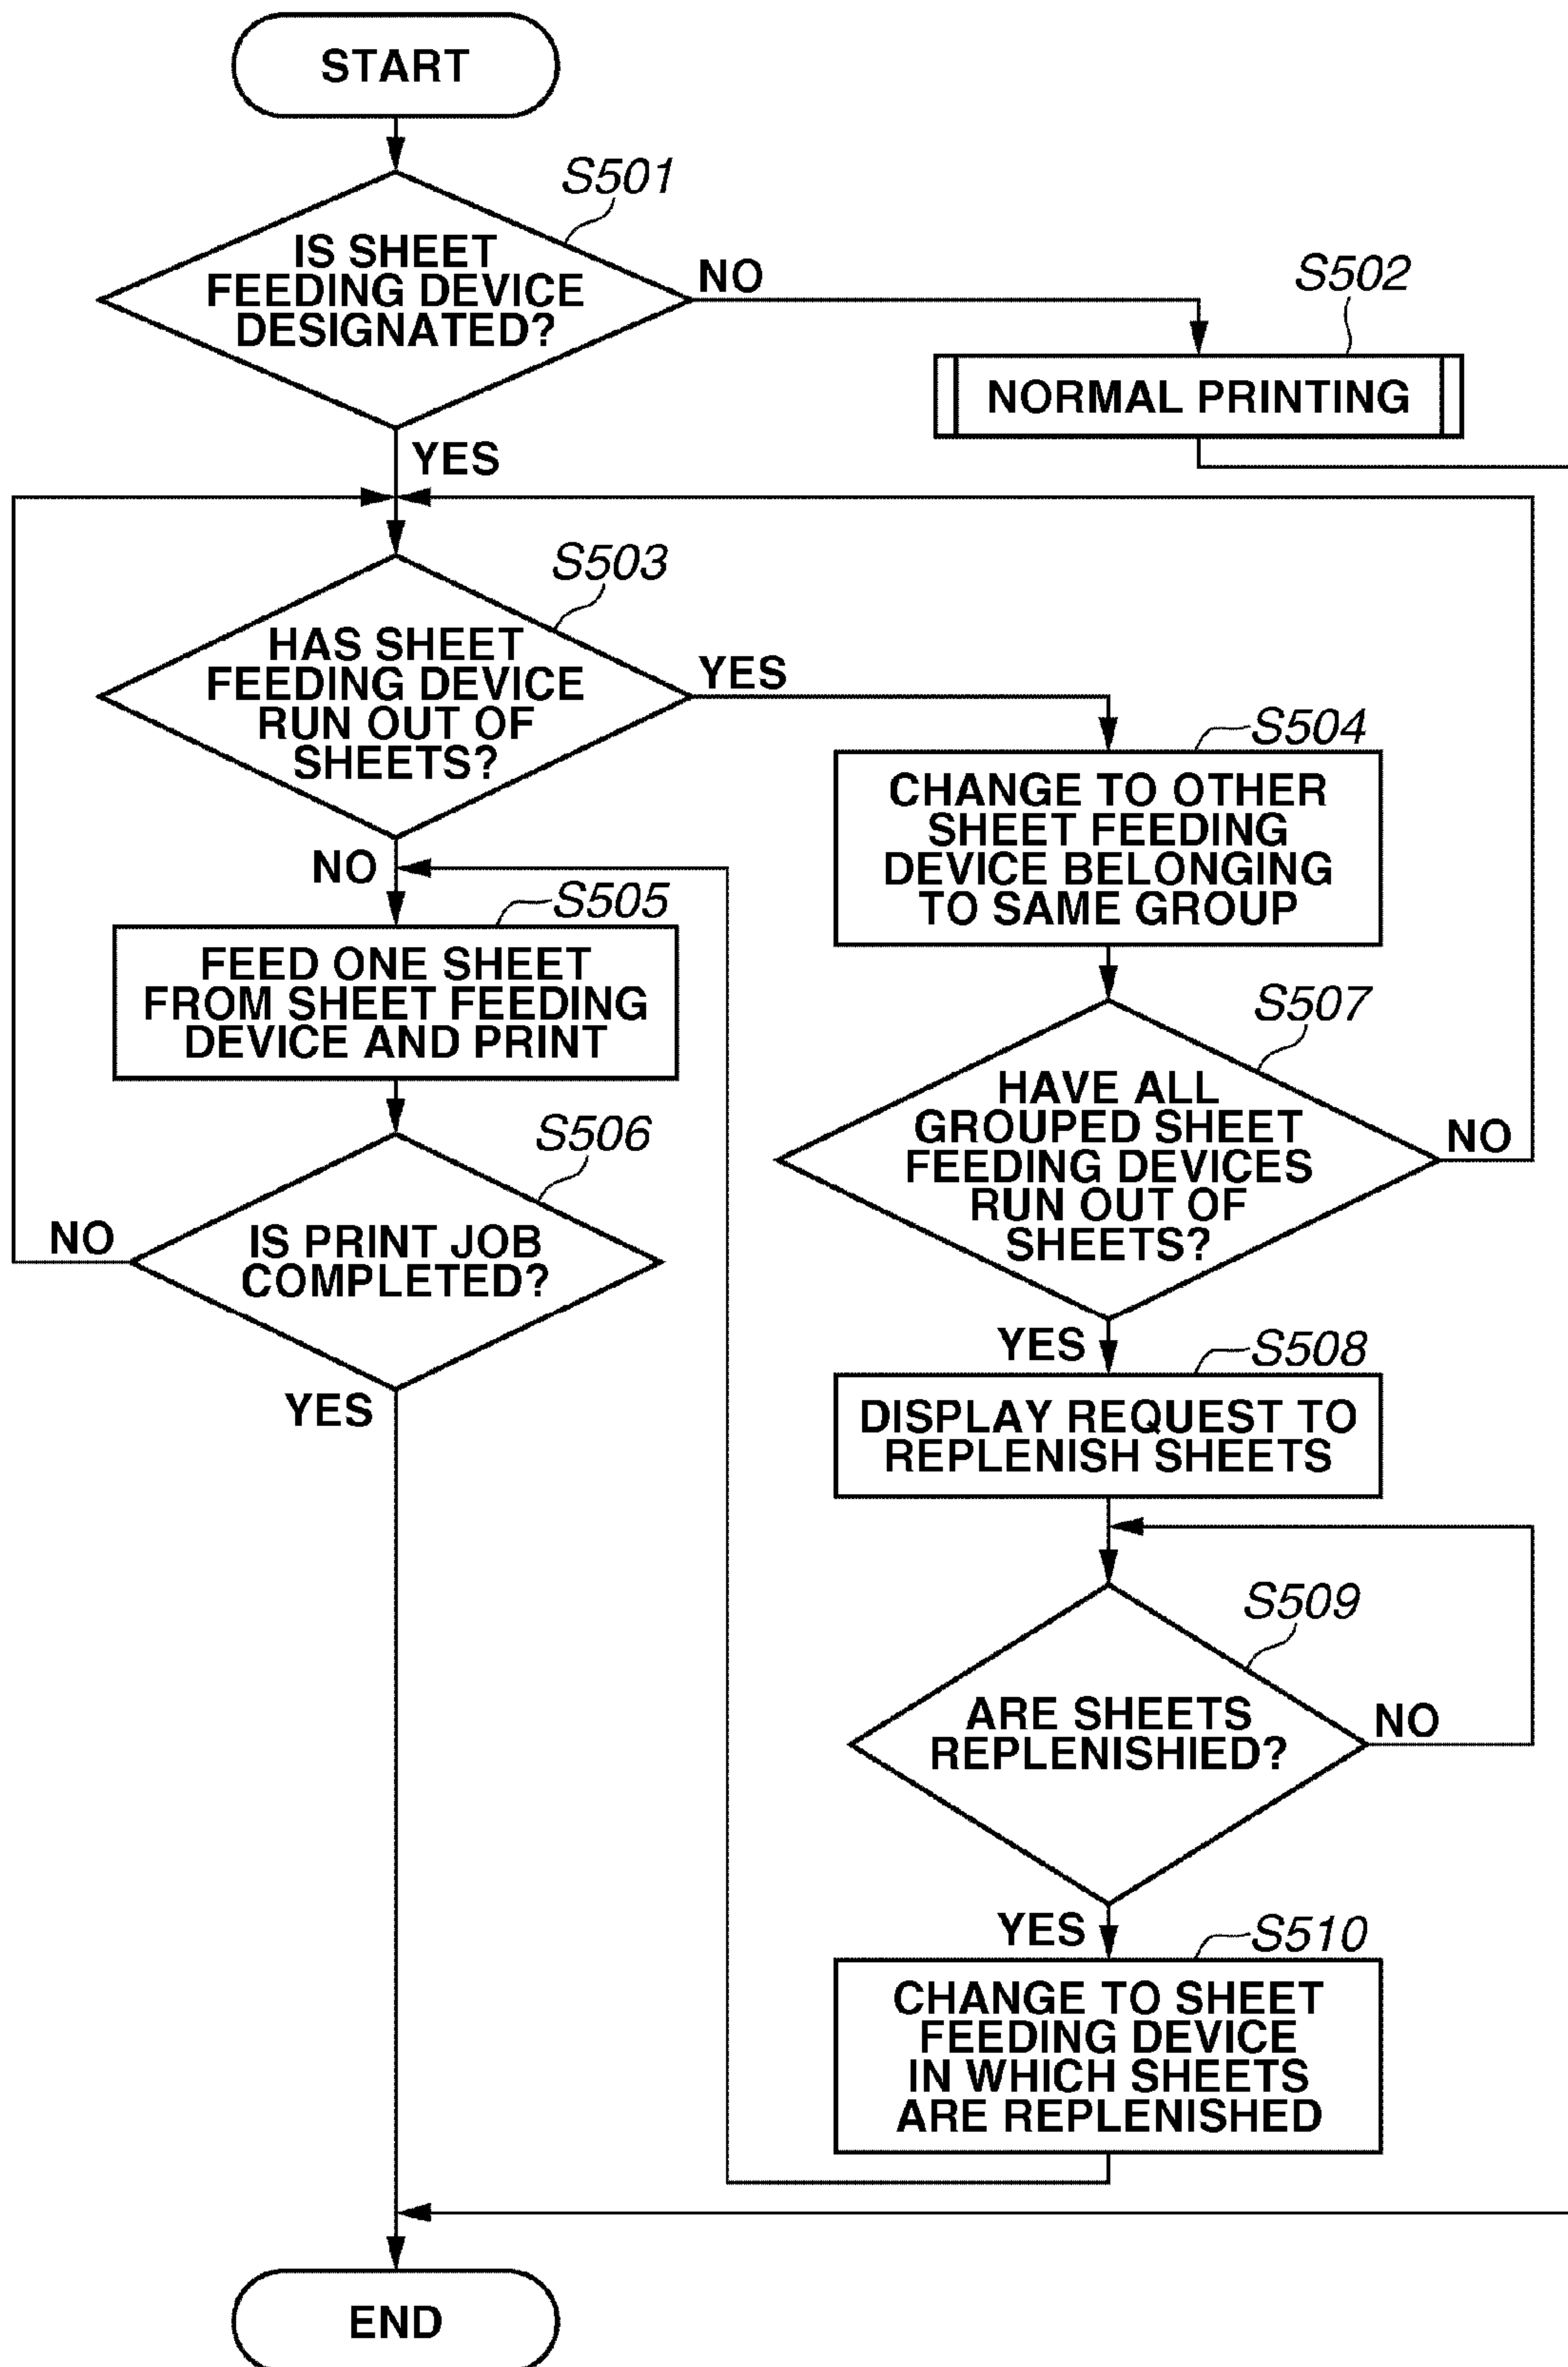 START
S501
IS SHEET
FEEDING DEVICE
DESIGNATED?
NO
S502
NORMAL PRINTING
YES
S503
HAS SHEET
FEEDING DEVICE
RUN OUT OF
SHEETS?
YES
S504
CHANGE TO OTHER
SHEET FEEDING
DEVICE BELONGING
TO SAME GROUP
NO
S505
FEED ONE SHEET
FROM SHEET FEEDING
DEVICE AND PRINT
S507
HAVE ALL
GROUPED SHEET
FEEDING DEVICES
RUN OUT OF
SHEETS?
NO
S506
IS PRINT JOB
COMPLETED?
NO
YES
YES
S508
DISPLAY REQUEST TO
REPLENISH SHEETS
S509
ARE SHEETS
REPLENISHIED?
NO
YES
S510
CHANGE TO SHEET
FEEDING DEVICE
IN WHICH SHEETS
ARE REPLENISHED
END